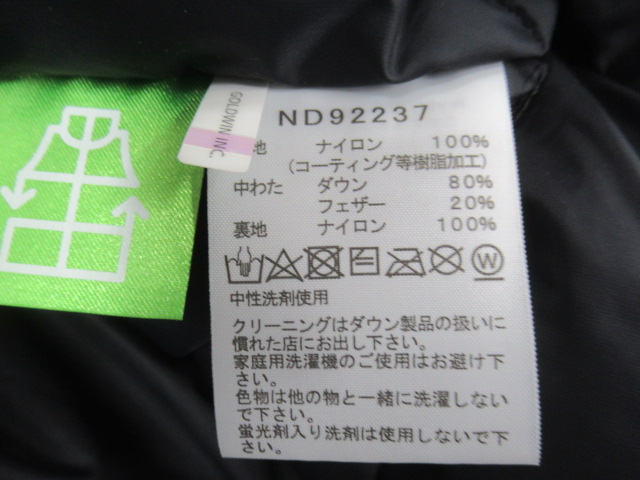 GOLDWIN INC.
ND92237
地 ナイロン 100%
(コーティング等樹脂加工)
中わた ダウン 80%
フェザー 20%
裏地 ナイロン 100%
W
中性洗剤使用
クリーニングはダウン製品の扱いに
慣れた店にお出し下さい。
家庭用洗濯機のご使用はお避け下
さい。
色物は他の物と一緒に洗濯しない
で下さい。
蛍光剤入り洗剤は使用しないで下
さい。